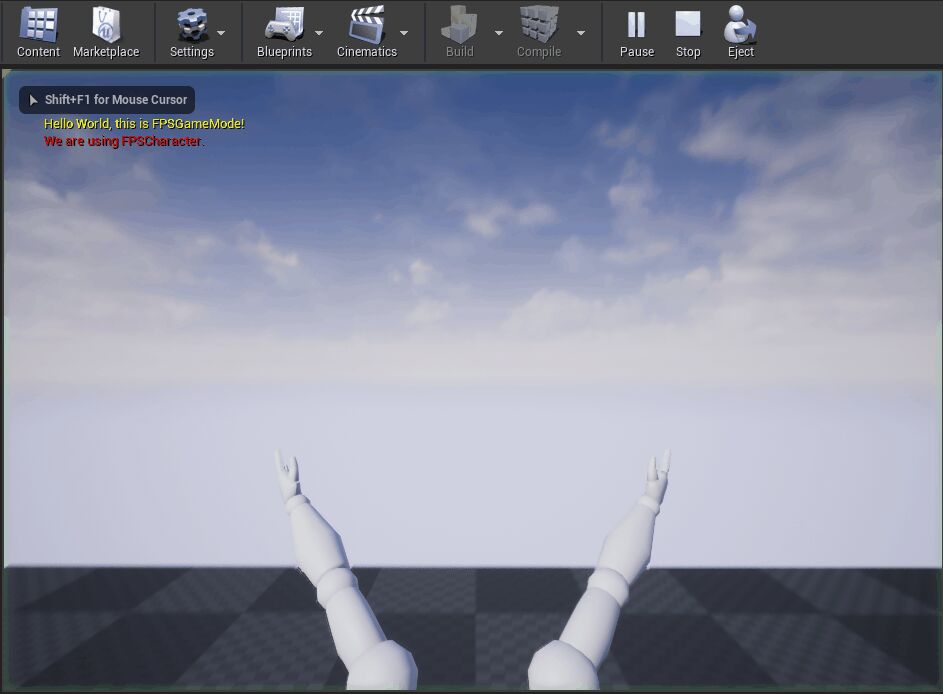 Content Marketplace Settings Blueprints Cinematics Build Compile Pause Stop Eject
Shift+F1 for Mouse Cursor
Hello World, this is FPSGameMode!
We are using FPSCharacter.